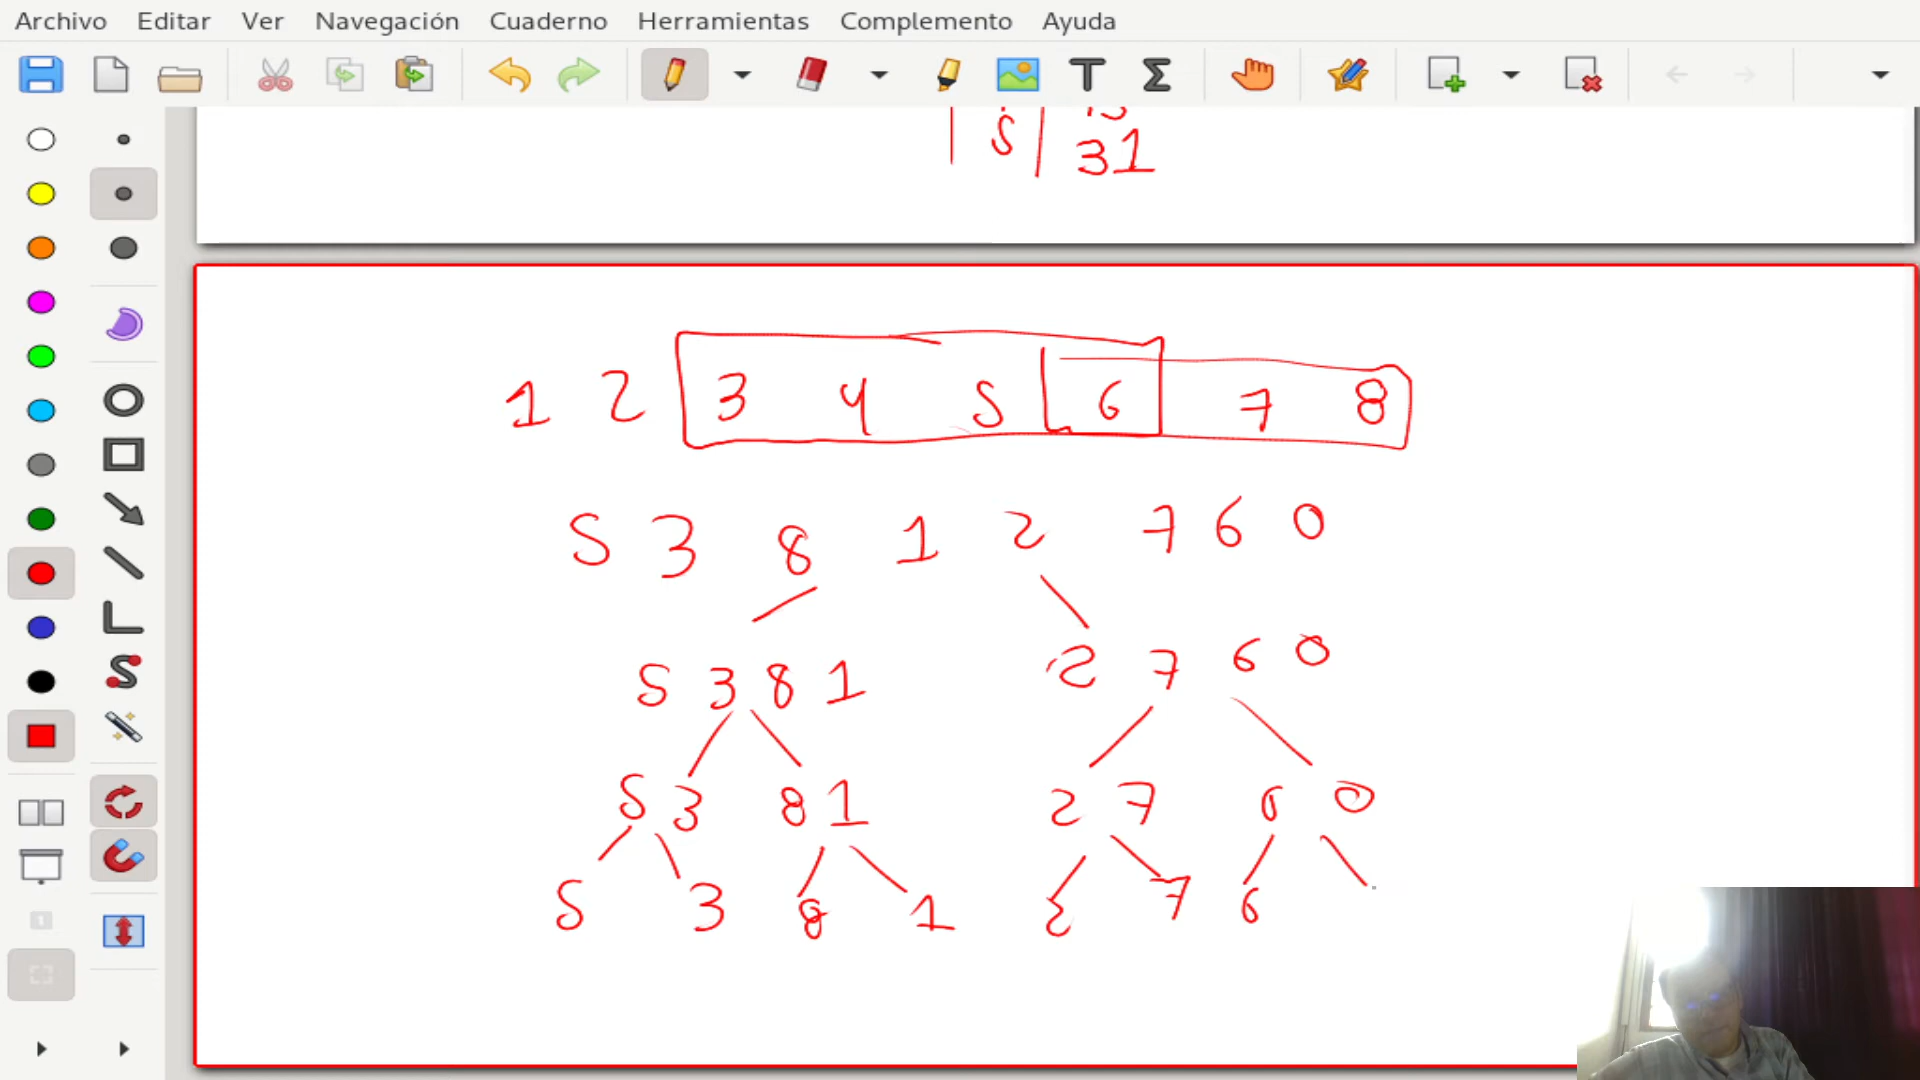 Archivo Editar Ver Navegación Cuaderno Herramientas Complemento Ayuda
S 31
1 2 3 4 5 6 7 8
5 3 8 1 2 7 6 0
5 3 8 1 2 7 6 0
5 3 8 1 2 7 6 0
5 3 8 1 2 7 6